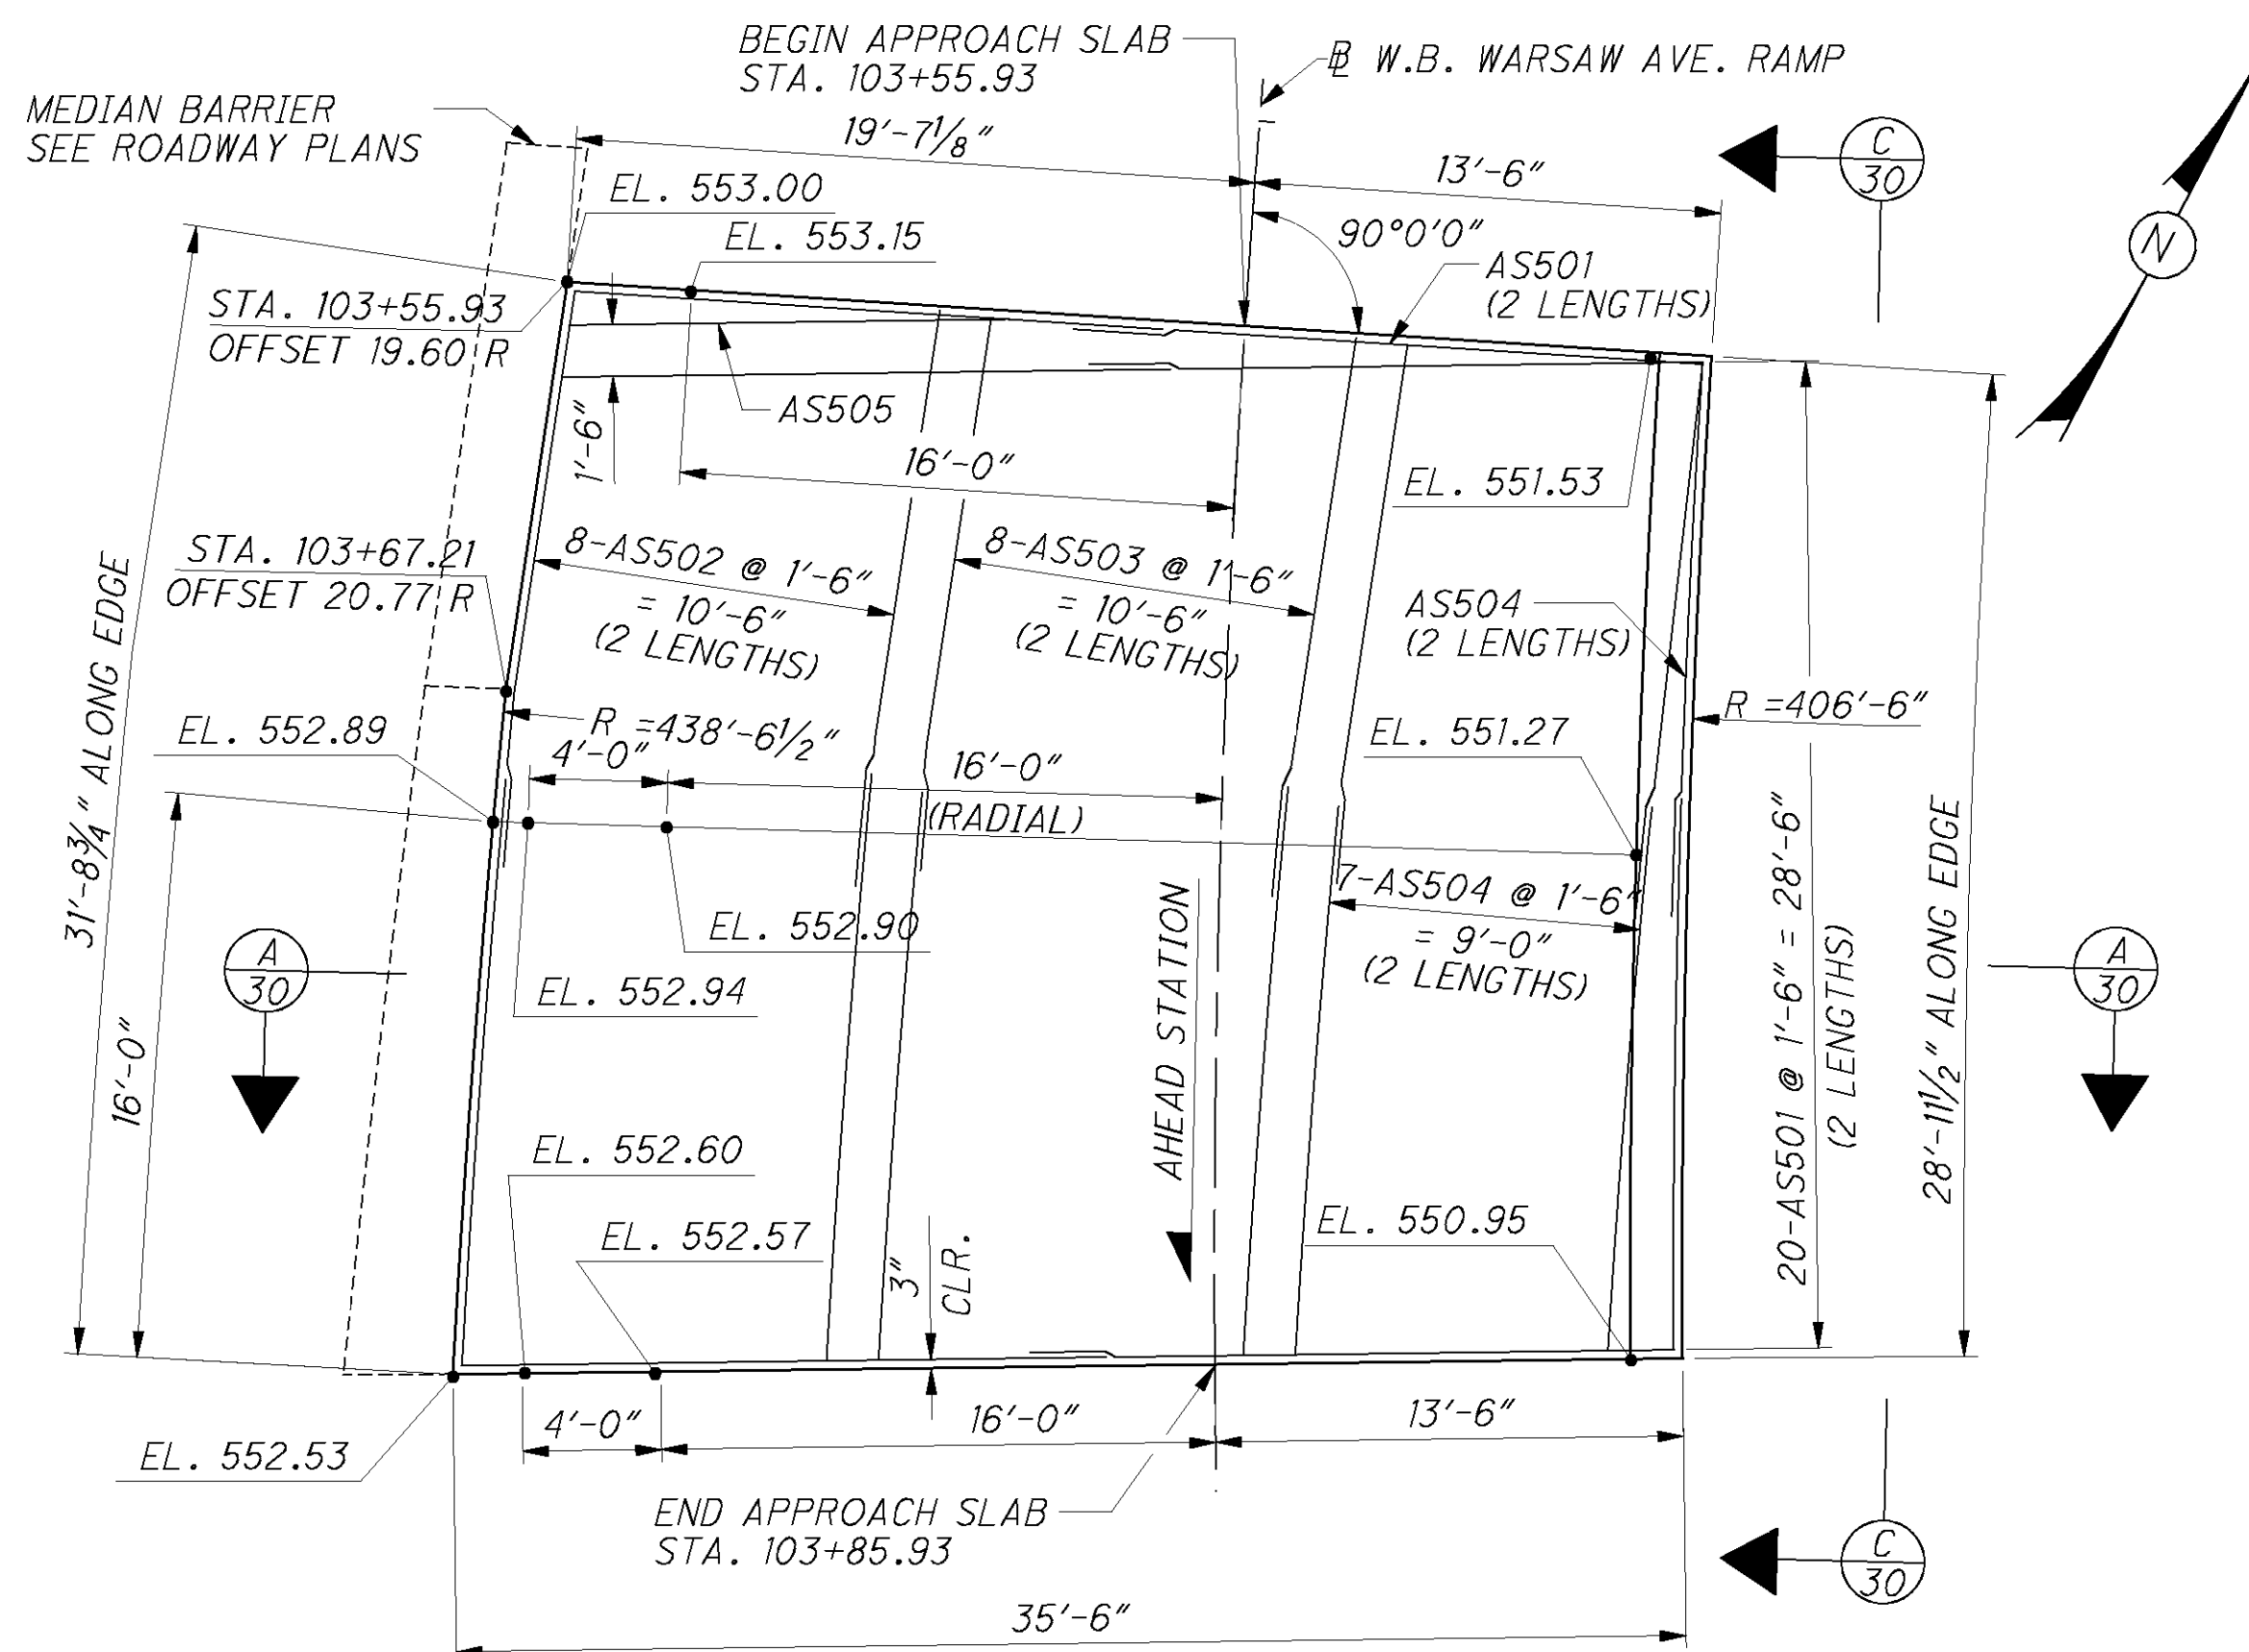 BEGIN APPROACH SLAB
STA. 103+55.93
℄ W.B. WARSAW AVE. RAMP
MEDIAN BARRIER
SEE ROADWAY PLANS
19'-7 1/8"
13'-6"
C
30
EL. 553.00
EL. 553.15
90°0'0"
N
AS501
(2 LENGTHS)
STA. 103+55.93
OFFSET 19.60 R
AS505
1'-6"
16'-0"
EL. 551.53
STA. 103+67.21
OFFSET 20.77 R
8-AS502 @ 1'-6"
= 10'-6"
(2 LENGTHS)
8-AS503 @ 1'-6"
= 10'-6"
(2 LENGTHS)
AS504
(2 LENGTHS)
31'-8 3/4" ALONG EDGE
EL. 552.89
R =438'-6 1/2"
4'-0"
16'-0"
(RADIAL)
EL. 551.27
R =406'-6"
7-AS504 @ 1'-6"
= 9'-0"
(2 LENGTHS)
EL. 552.90
EL. 552.94
A
30
16'-0"
AHEAD STATION
20-AS501 @ 1'-6" = 28'-6"
(2 LENGTHS)
28'-11 1/2" ALONG EDGE
A
30
EL. 552.60
EL. 552.57
3"
CLR.
EL. 550.95
4'-0"
16'-0"
13'-6"
EL. 552.53
END APPROACH SLAB
STA. 103+85.93
C
30
35'-6"